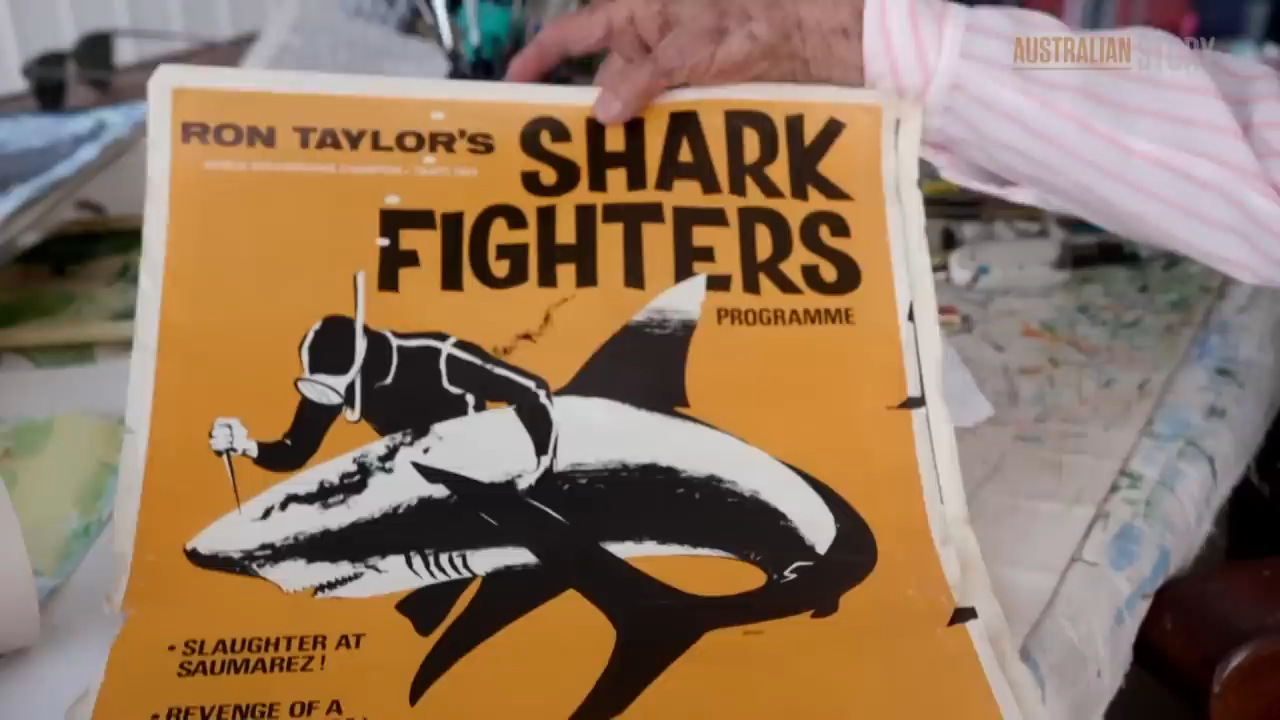 AUSTRALIAN STORY
RON TAYLOR'S
SHARK
FIGHTERS
PROGRAMME
• SLAUGHTER AT
SAUMAREZ!
• REVENGE OF A